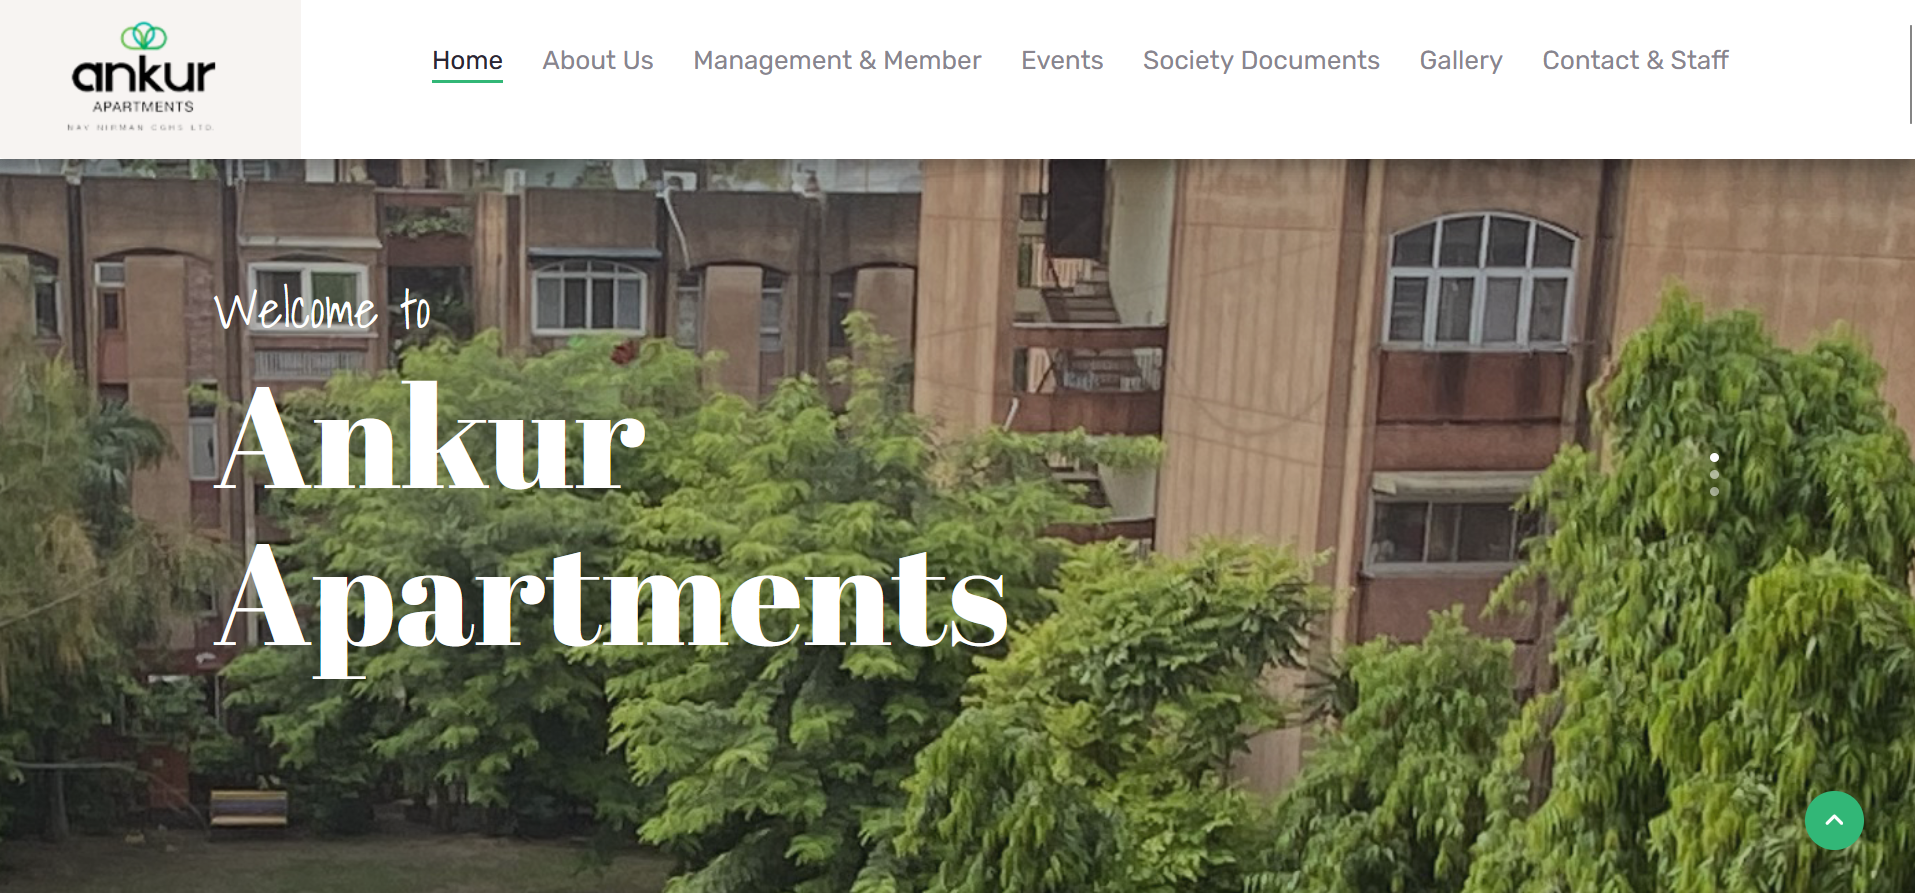 ankur
APARTMENTS
NAV NIRMAN CGHS LTD.
Home About Us Management & Member Events Society Documents Gallery Contact & Staff
Welcome to
Ankur
Apartments